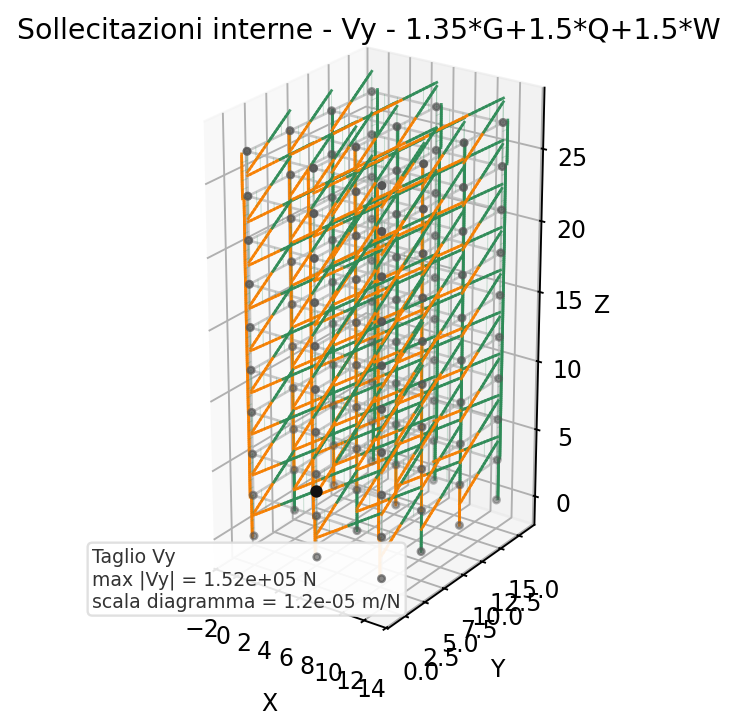 Sollecitazioni interne - Vy - 1.35*G+1.5*Q+1.5*W
25
20
15
Z
10
5
0
Taglio Vy
max |Vy| = 1.52e+05 N
scala diagramma = 1.2e-05 m/N
−2 0 2 4 6 8 10 12 14
X
0.0 2.5 5.0 7.5 10.0 12.5 15.0
Y